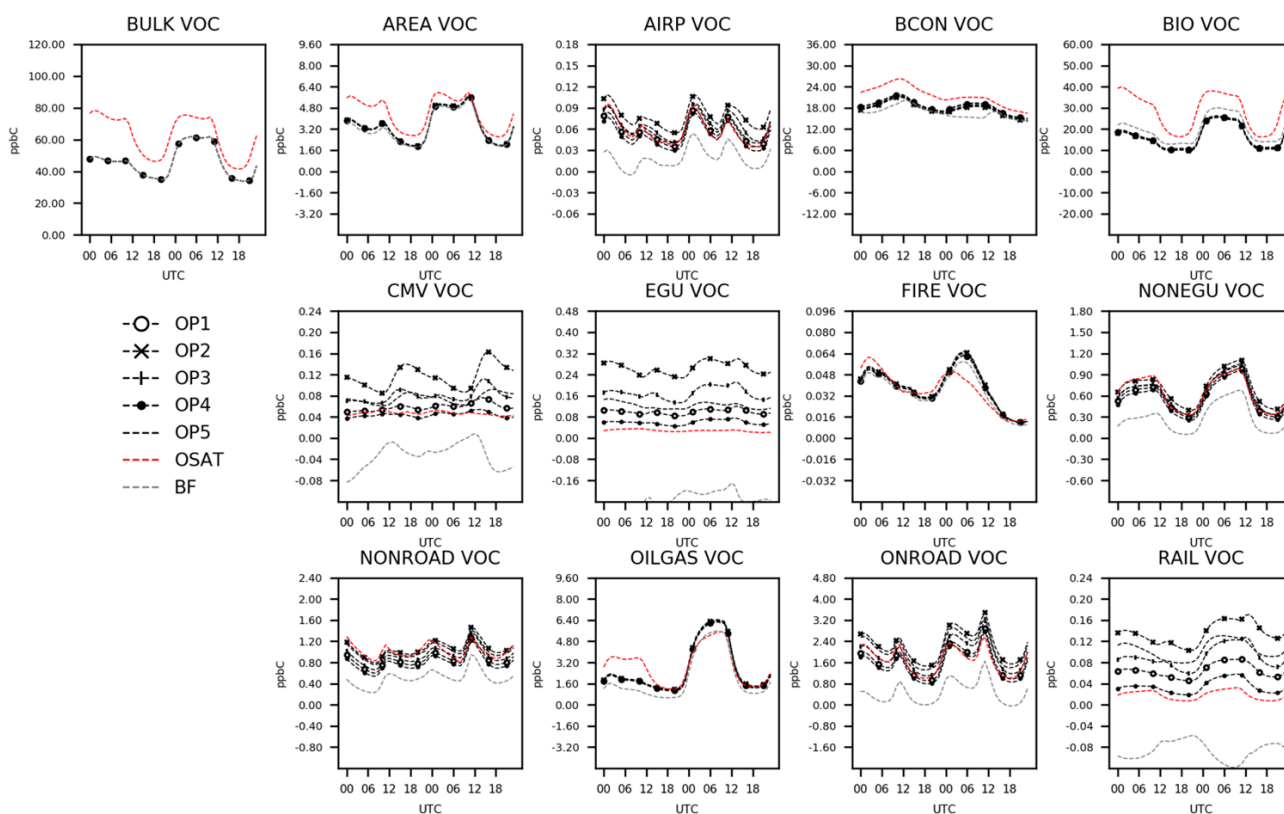 BULK VOC
120.00
100.00
80.00
60.00
40.00
20.00
0.00
ppbC
00 06 12 18 00 06 12 18
UTC
AREA VOC
9.60
8.00
6.40
4.80
3.20
1.60
0.00
-1.60
-3.20
ppbC
00 06 12 18 00 06 12 18
UTC
AIRP VOC
0.18
0.15
0.12
0.09
0.06
0.03
0.00
-0.03
-0.06
ppbC
00 06 12 18 00 06 12 18
UTC
BCON VOC
36.00
30.00
24.00
18.00
12.00
6.00
0.00
-6.00
-12.00
ppbC
00 06 12 18 00 06 12 18
UTC
BIO VOC
60.00
50.00
40.00
30.00
20.00
10.00
0.00
-10.00
-20.00
ppbC
00 06 12 18 00 06 12 18
UTC
OP1
OP2
OP3
OP4
OP5
OSAT
BF
CMV VOC
0.24
0.20
0.16
0.12
0.08
0.04
0.00
-0.04
-0.08
ppbC
00 06 12 18 00 06 12 18
UTC
EGU VOC
0.48
0.40
0.32
0.24
0.16
0.08
0.00
-0.08
-0.16
ppbC
00 06 12 18 00 06 12 18
UTC
FIRE VOC
0.096
0.080
0.064
0.048
0.032
0.016
0.000
-0.016
-0.032
ppbC
00 06 12 18 00 06 12 18
UTC
NONEGU VOC
1.80
1.50
1.20
0.90
0.60
0.30
0.00
-0.30
-0.60
ppbC
00 06 12 18 00 06 12 18
UTC
NONROAD VOC
2.40
2.00
1.60
1.20
0.80
0.40
0.00
-0.40
-0.80
ppbC
00 06 12 18 00 06 12 18
UTC
OILGAS VOC
9.60
8.00
6.40
4.80
3.20
1.60
0.00
-1.60
-3.20
ppbC
00 06 12 18 00 06 12 18
UTC
ONROAD VOC
4.80
4.00
3.20
2.40
1.60
0.80
0.00
-0.80
-1.60
ppbC
00 06 12 18 00 06 12 18
UTC
RAIL VOC
0.24
0.20
0.16
0.12
0.08
0.04
0.00
-0.04
-0.08
ppbC
00 06 12 18 00 06 12 18
UTC